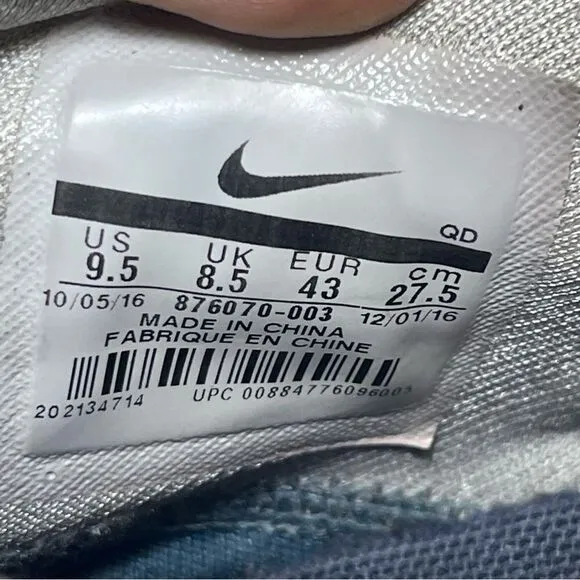 QD
US UK EUR cm
9.5 8.5 43 27.5
10/05/16 876070-003 12/01/16
MADE IN CHINA
FABRIQUE EN CHINE
202134714 UPC